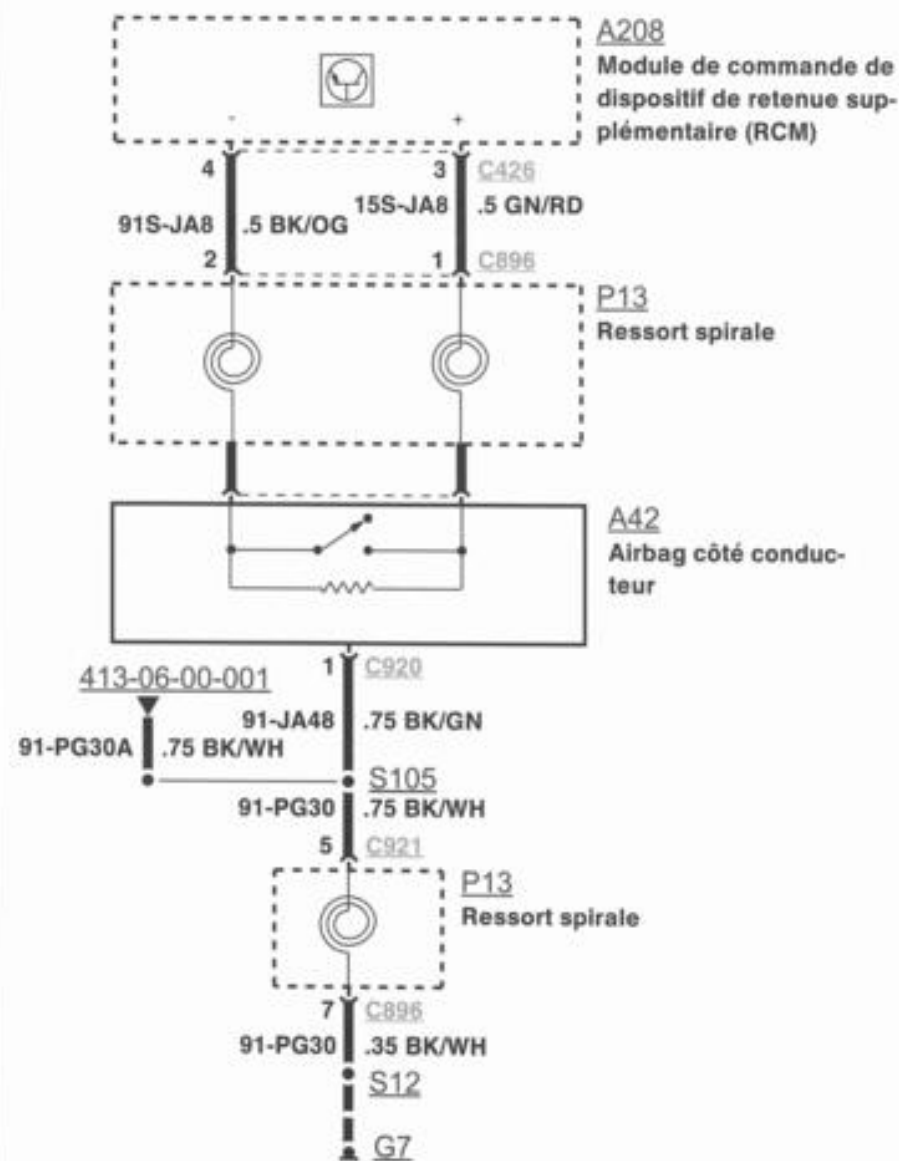 A208
Module de commande de
dispositif de retenue sup-
plémentaire (RCM)
- +
4 3 C426
91S-JA8 .5 BK/OG 15S-JA8 .5 GN/RD
2 1 C896
P13
Ressort spirale
A42
Airbag côté conduc-
teur
1 C920
413-06-00-001
91-JA48 .75 BK/GN
91-PG30A .75 BK/WH
S105
91-PG30 .75 BK/WH
5 C921
P13
Ressort spirale
7 C896
91-PG30 .35 BK/WH
S12
G7